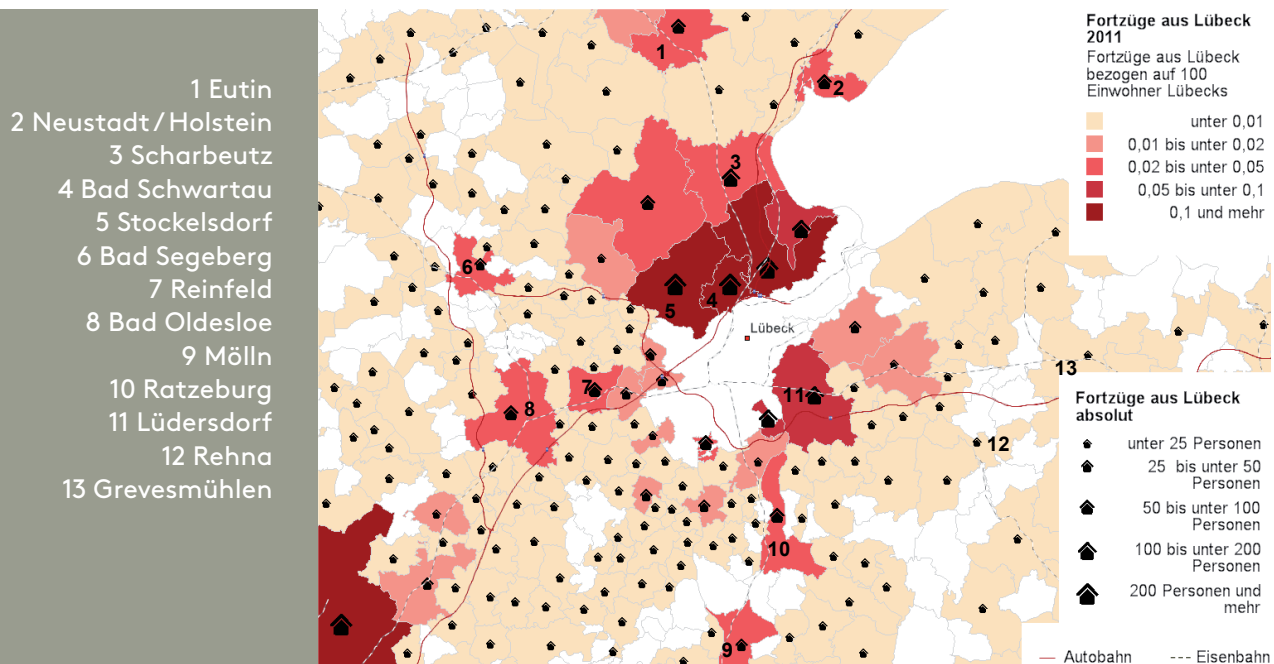 1 Eutin
2 Neustadt / Holstein
3 Scharbeutz
4 Bad Schwartau
5 Stockelsdorf
6 Bad Segeberg
7 Reinfeld
8 Bad Oldesloe
9 Mölln
10 Ratzeburg
11 Lüdersdorf
12 Rehna
13 Grevesmühlen
1
2
3
6
4
5
Lübeck
13
7
11
8
12
10
9
Fortzüge aus Lübeck
2011
Fortzüge aus Lübeck
bezogen auf 100
Einwohner Lübecks
unter 0,01
0,01 bis unter 0,02
0,02 bis unter 0,05
0,05 bis unter 0,1
0,1 und mehr
Fortzüge aus Lübeck
absolut
unter 25 Personen
25 bis unter 50
Personen
50 bis unter 100
Personen
100 bis unter 200
Personen
200 Personen und
mehr
Autobahn
Eisenbahn